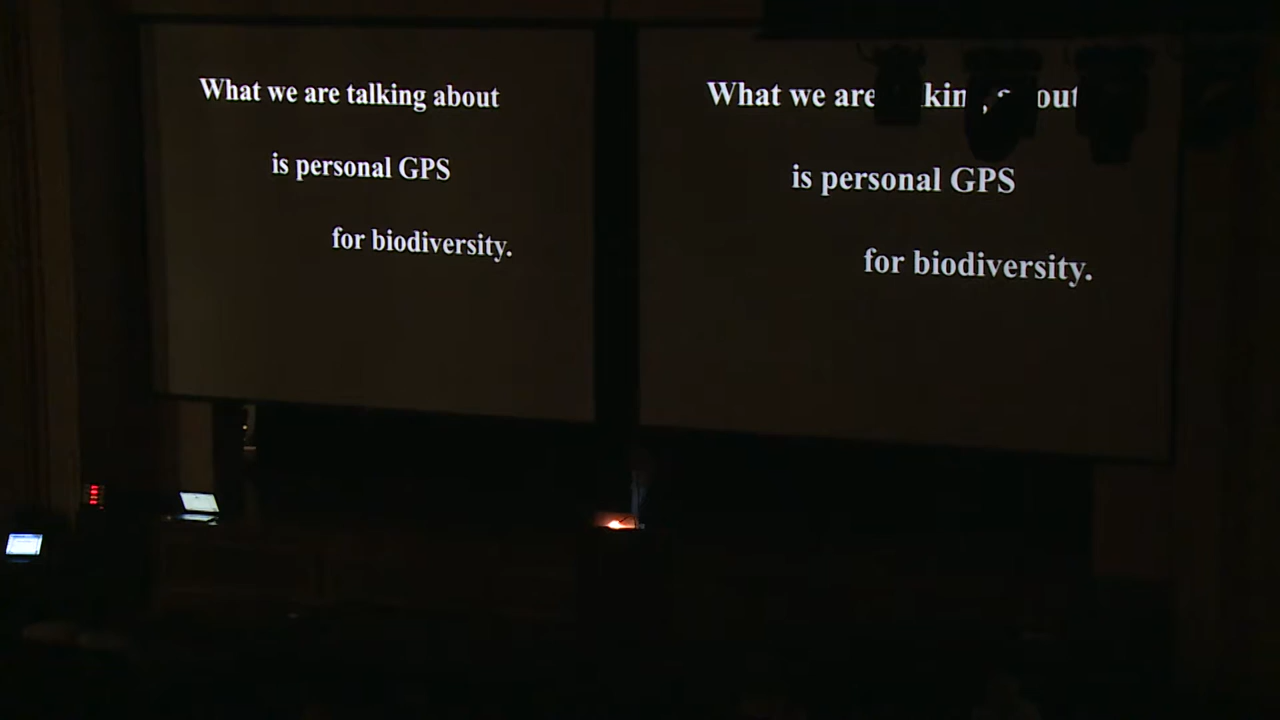 What we are talking about
is personal GPS
for biodiversity.
What we are
is personal GPS
for biodiversity.